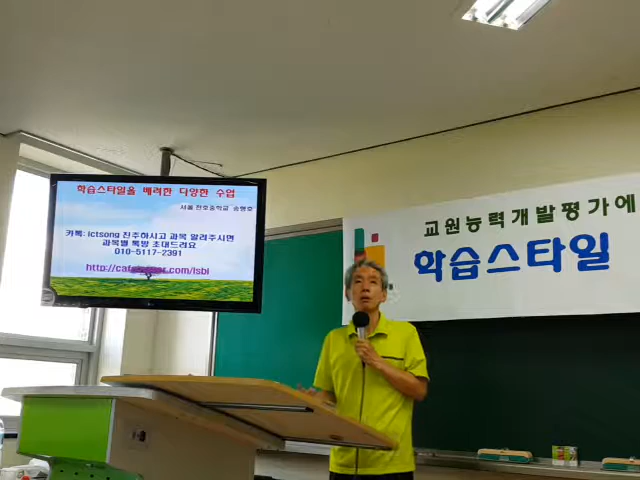 학습스타일을 배려한 다양한 수업
서울 천호중학교 송형호
카톡: ictsong 친추하시고 과목 알려주시면
과목별 톡방 초대드려요
010-5117-2391
http://cafe.naver.com/lsbi
교원능력개발평가에
학습스타일